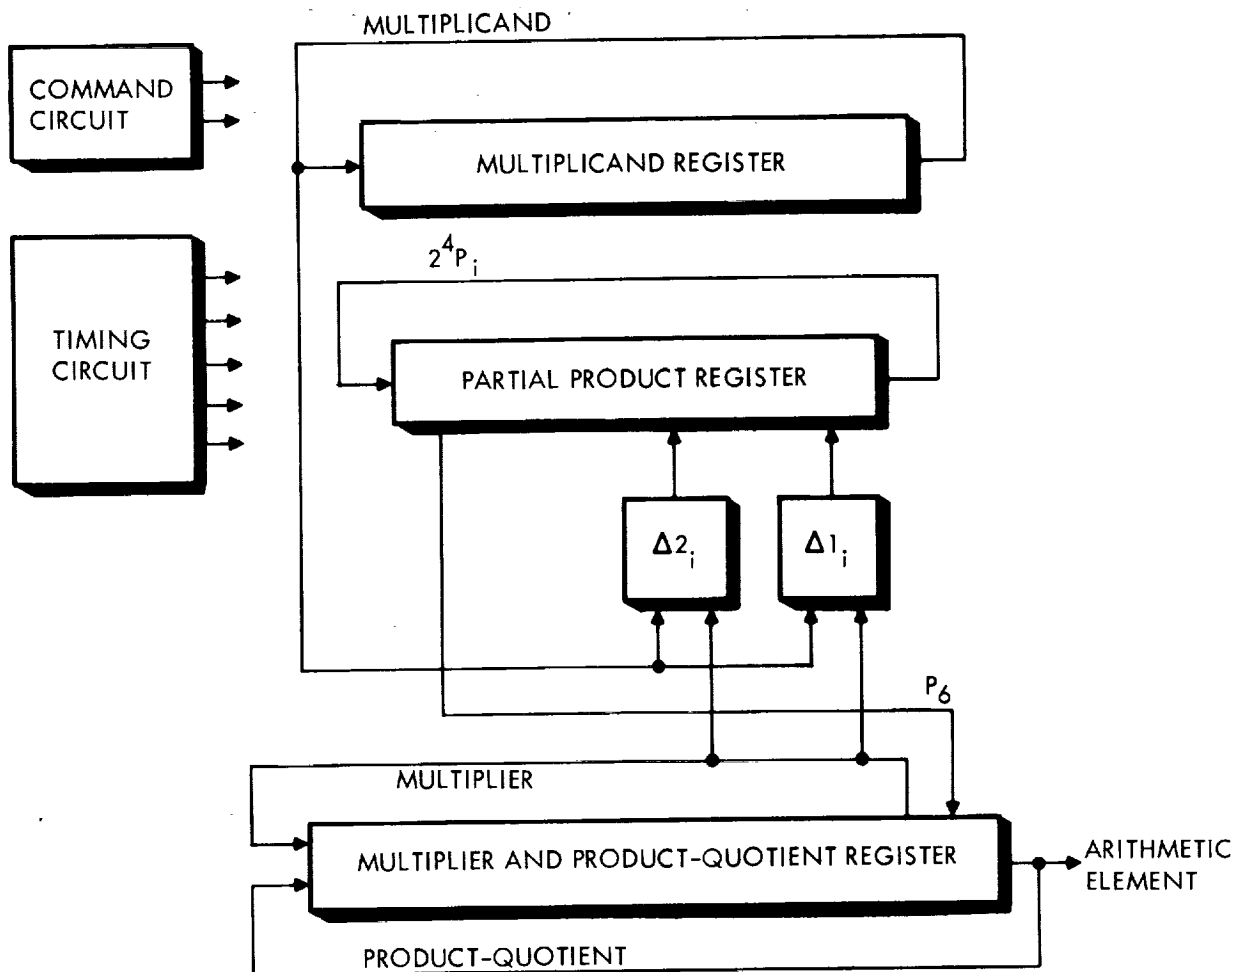 MULTIPLICAND
COMMAND
CIRCUIT
MULTIPLICAND REGISTER
2⁴Pᵢ
TIMING
CIRCUIT
PARTIAL PRODUCT REGISTER
Δ2ᵢ
Δ1ᵢ
P₆
MULTIPLIER
MULTIPLIER AND PRODUCT-QUOTIENT REGISTER
ARITHMETIC
ELEMENT
PRODUCT-QUOTIENT